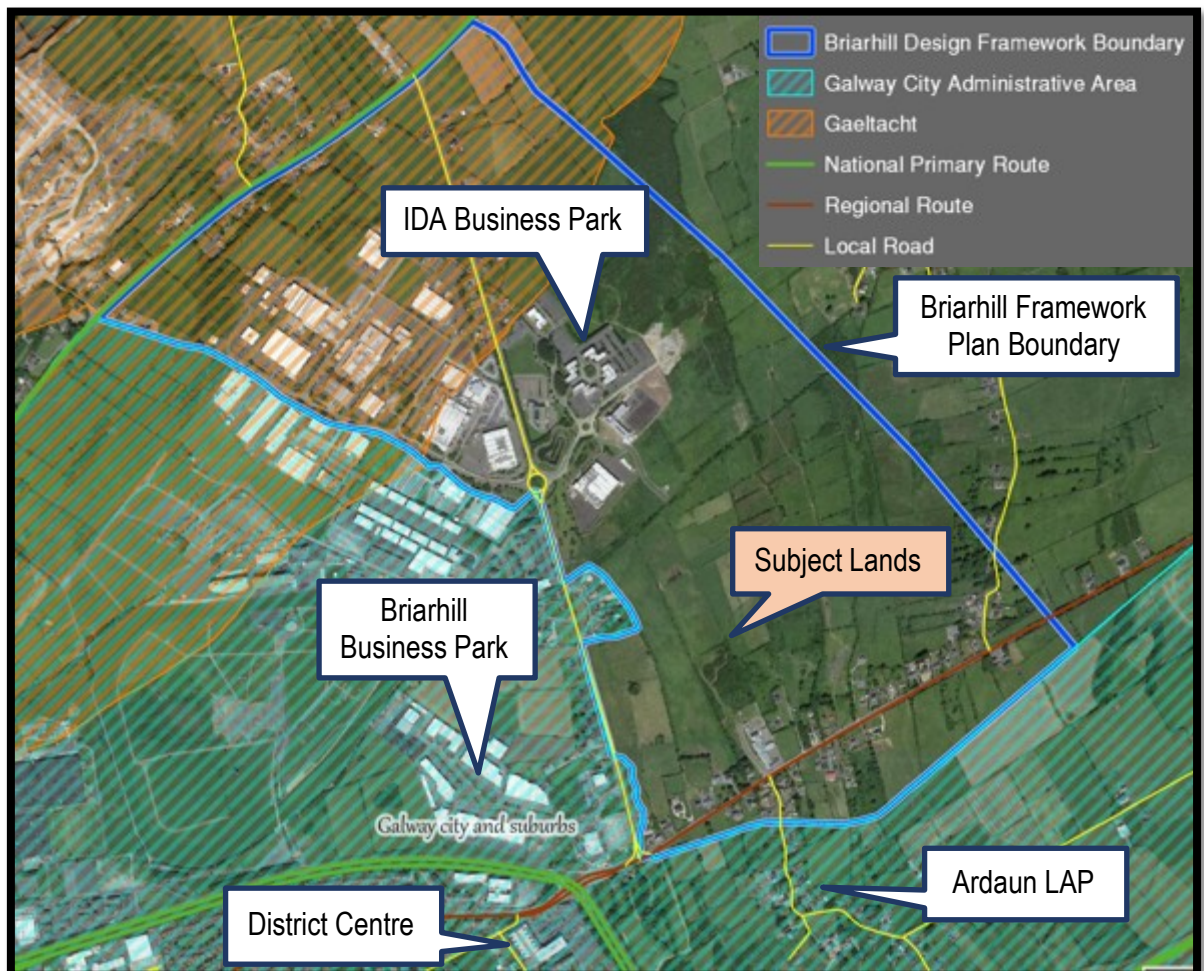 Briarhill Design Framework Boundary
Galway City Administrative Area
Gaeltacht
National Primary Route
Regional Route
Local Road
IDA Business Park
Briarhill Framework
Plan Boundary
Subject Lands
Briarhill
Business Park
Galway city and suburbs
Ardaun LAP
District Centre